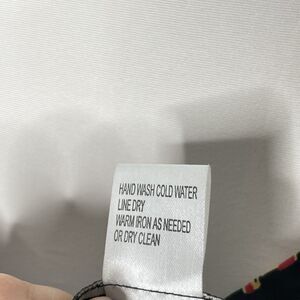 HAND WASH COLD WATER
LINE DRY
WARM IRON AS NEEDED
OR DRY CLEAN